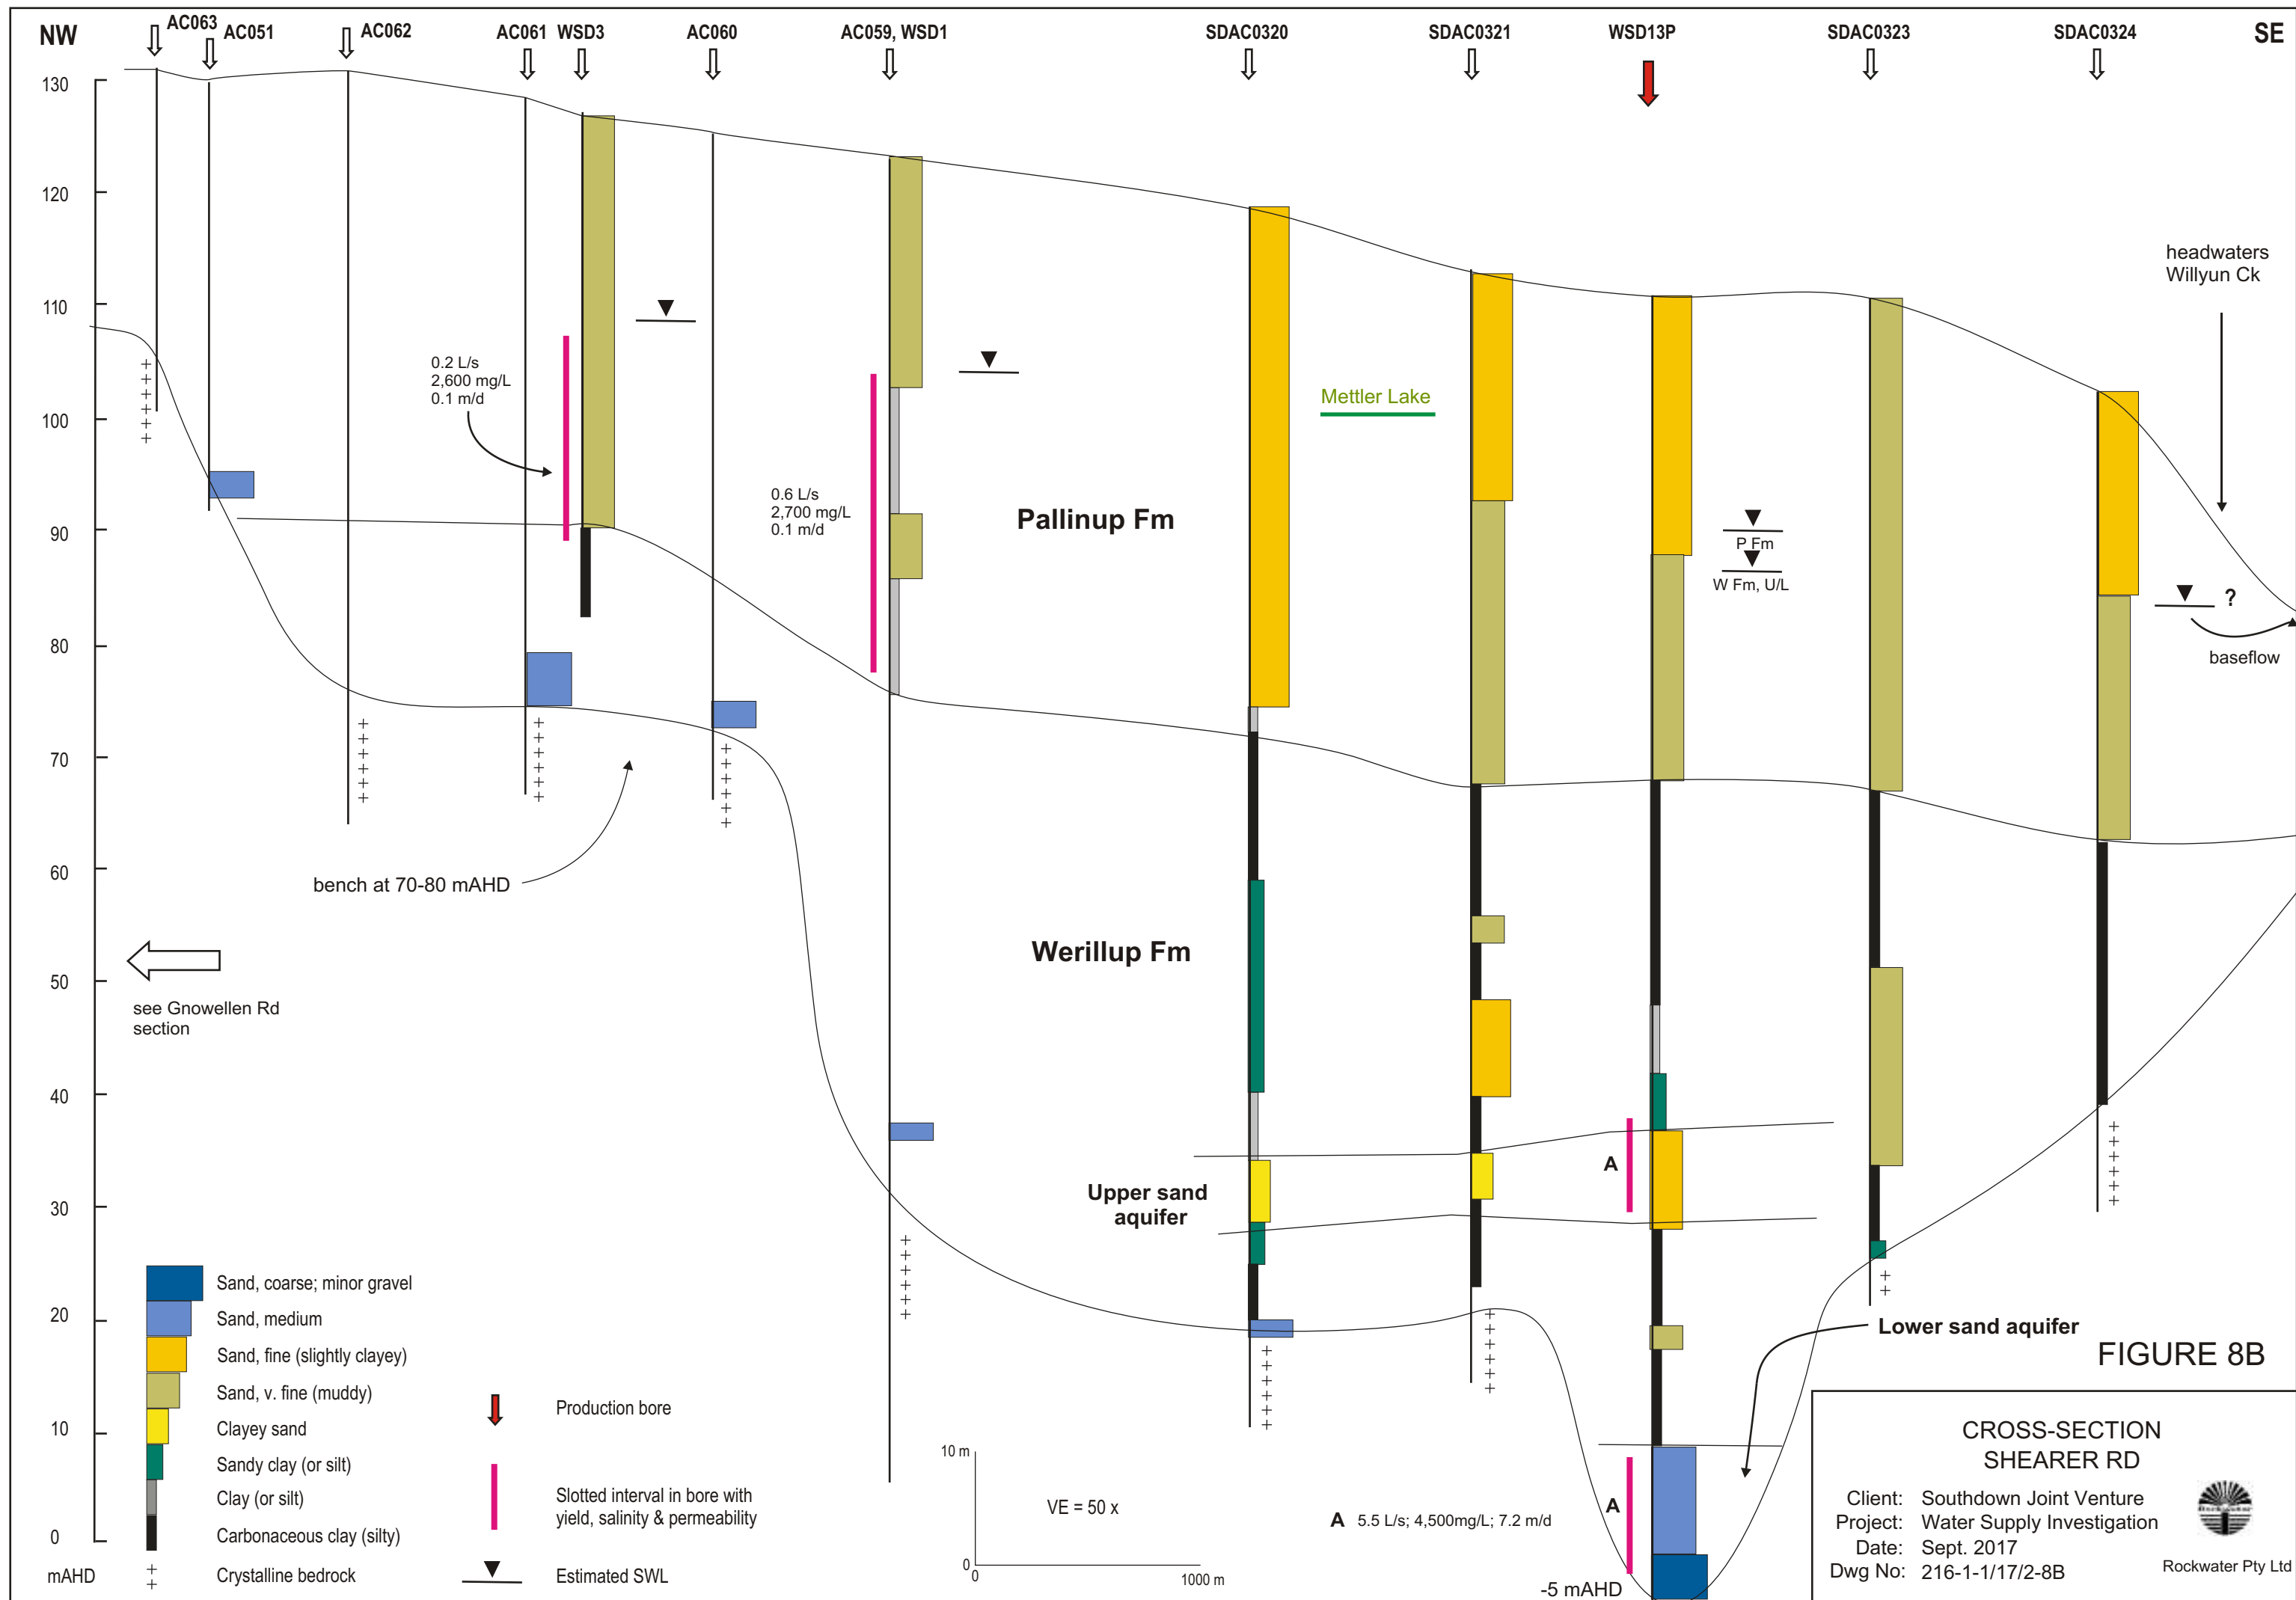 NW
AC063
AC051
AC062
AC061
WSD3
AC060
AC059, WSD1
SDAC0320
SDAC0321
WSD13P
SDAC0323
SDAC0324
SE
130
120
110
100
90
80
70
60
50
40
30
20
10
0
mAHD
headwaters
Willyun Ck
0.2 L/s
2,600 mg/L
0.1 m/d
Mettler Lake
0.6 L/s
2,700 mg/L
0.1 m/d
Pallinup Fm
P Fm
W Fm, U/L
?
baseflow
bench at 70-80 mAHD
Werillup Fm
see Gnowellen Rd
section
A
Upper sand
aquifer
Lower sand aquifer
FIGURE 8B
Sand, coarse; minor gravel
Sand, medium
Sand, fine (slightly clayey)
Sand, v. fine (muddy)
Clayey sand
Sandy clay (or silt)
Clay (or silt)
Carbonaceous clay (silty)
Crystalline bedrock
Production bore
Slotted interval in bore with
yield, salinity & permeability
Estimated SWL
10 m
0
VE = 50 x
0
1000 m
A 5.5 L/s; 4,500mg/L; 7.2 m/d
A
-5 mAHD
CROSS-SECTION
SHEARER RD
Client: Southdown Joint Venture
Project: Water Supply Investigation
Date: Sept. 2017
Dwg No: 216-1-1/17/2-8B
Rockwater
Rockwater Pty Ltd